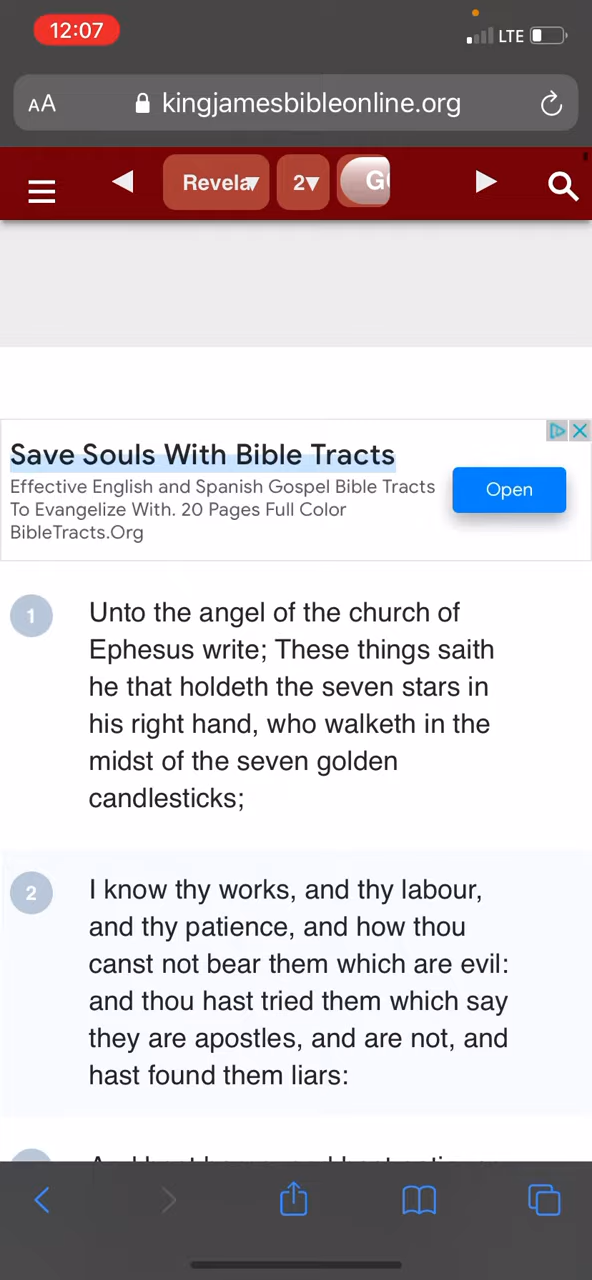 12:07
LTE
AA
kingjamesbibleonline.org
Revela
2
G
Save Souls With Bible Tracts
Effective English and Spanish Gospel Bible Tracts
To Evangelize With. 20 Pages Full Color
BibleTracts.Org
Open
1
Unto the angel of the church of
Ephesus write; These things saith
he that holdeth the seven stars in
his right hand, who walketh in the
midst of the seven golden
candlesticks;
2
I know thy works, and thy labour,
and thy patience, and how thou
canst not bear them which are evil:
and thou hast tried them which say
they are apostles, and are not, and
hast found them liars: